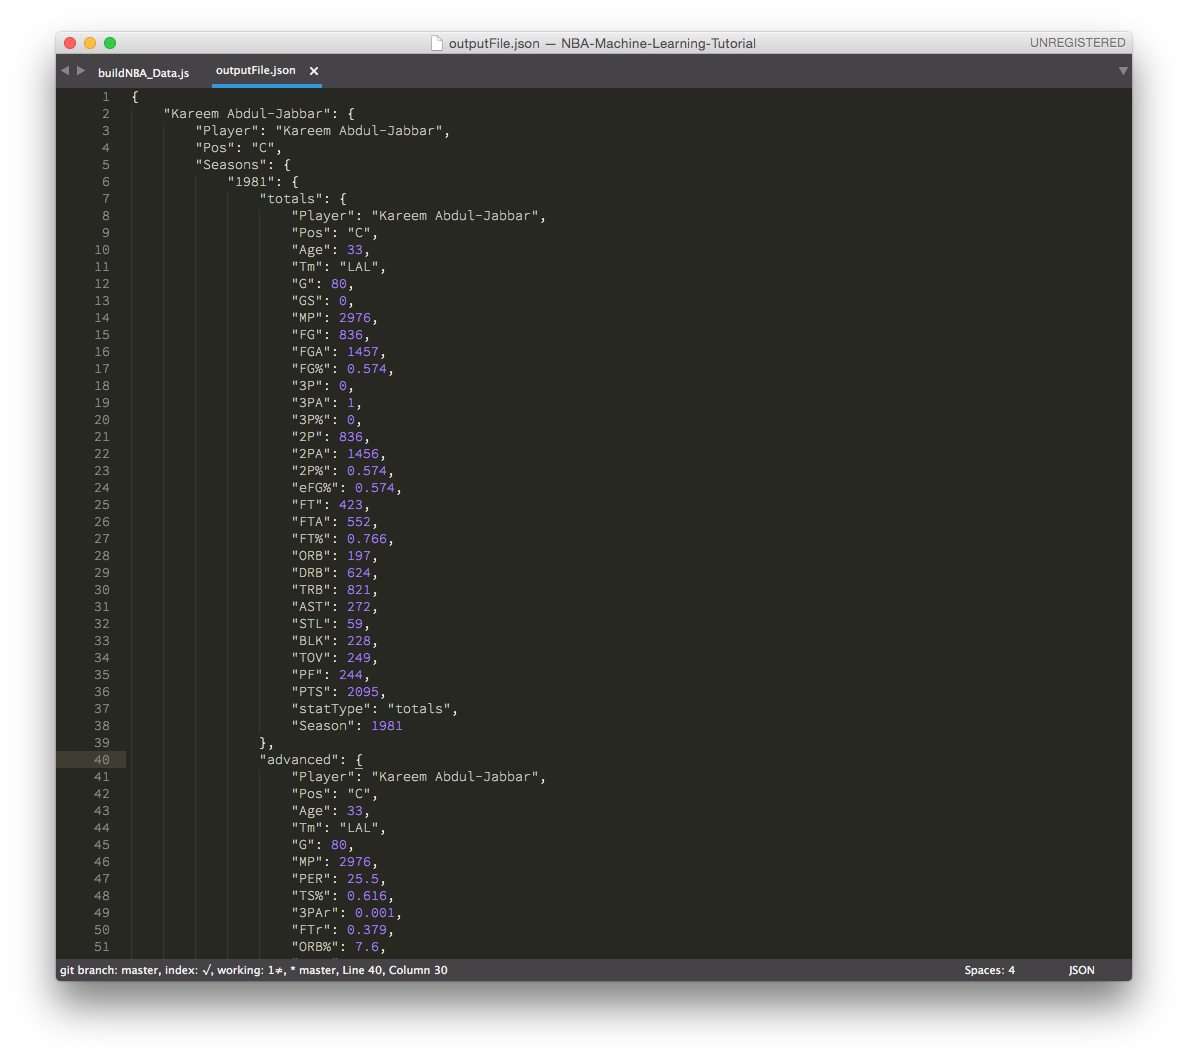 outputFile.json — NBA-Machine-Learning-Tutorial
UNREGISTERED
buildNBA_Data.js
outputFile.json ×
1 {
2 "Kareem Abdul-Jabbar": {
3 "Player": "Kareem Abdul-Jabbar",
4 "Pos": "C",
5 "Seasons": {
6 "1981": {
7 "totals": {
8 "Player": "Kareem Abdul-Jabbar",
9 "Pos": "C",
10 "Age": 33,
11 "Tm": "LAL",
12 "G": 80,
13 "GS": 0,
14 "MP": 2976,
15 "FG": 836,
16 "FGA": 1457,
17 "FG%": 0.574,
18 "3P": 0,
19 "3PA": 1,
20 "3P%": 0,
21 "2P": 836,
22 "2PA": 1456,
23 "2P%": 0.574,
24 "eFG%": 0.574,
25 "FT": 423,
26 "FTA": 552,
27 "FT%": 0.766,
28 "ORB": 197,
29 "DRB": 624,
30 "TRB": 821,
31 "AST": 272,
32 "STL": 59,
33 "BLK": 228,
34 "TOV": 249,
35 "PF": 244,
36 "PTS": 2095,
37 "statType": "totals",
38 "Season": 1981
39 },
40 "advanced": {
41 "Player": "Kareem Abdul-Jabbar",
42 "Pos": "C",
43 "Age": 33,
44 "Tm": "LAL",
45 "G": 80,
46 "MP": 2976,
47 "PER": 25.5,
48 "TS%": 0.616,
49 "3PAr": 0.001,
50 "FTr": 0.379,
51 "ORB%": 7.6,
git branch: master, index: √, working: 1≠, * master, Line 40, Column 30
Spaces: 4
JSON